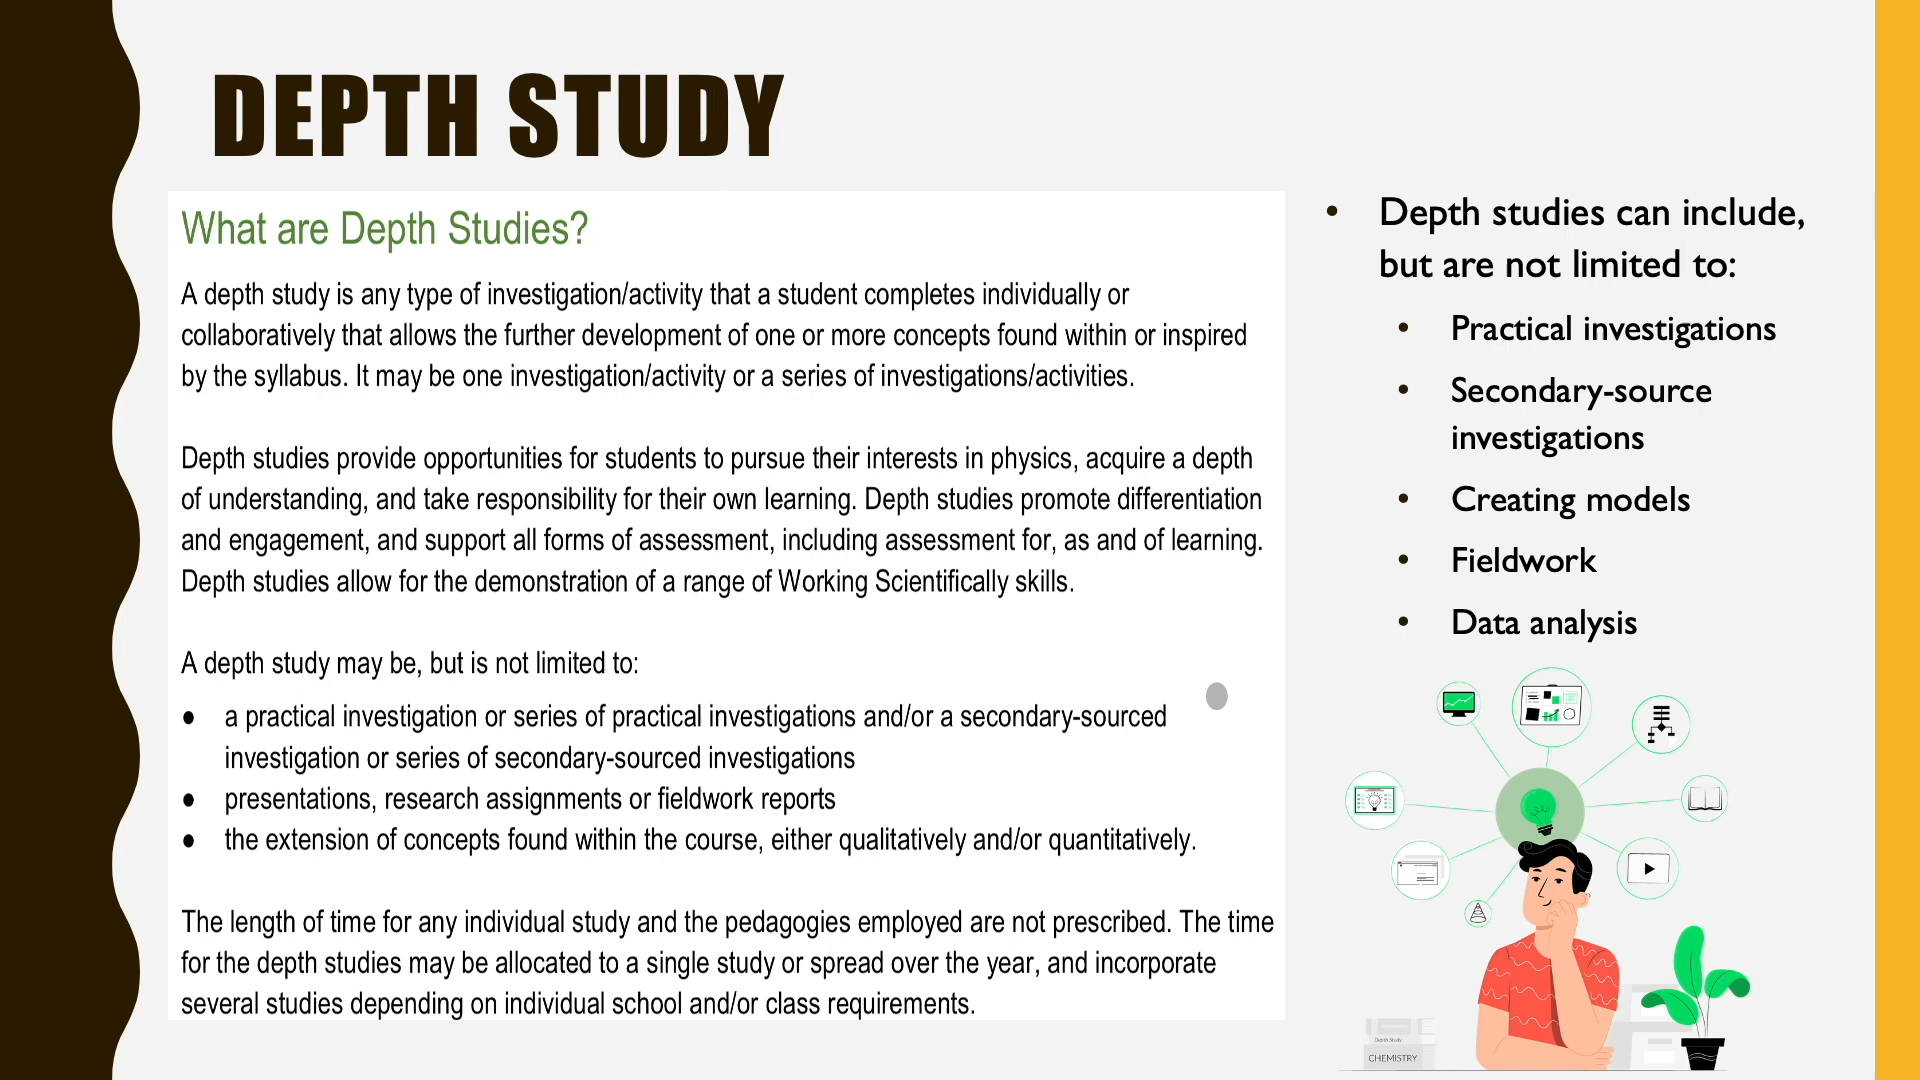 DEPTH STUDY
What are Depth Studies?
A depth study is any type of investigation/activity that a student completes individually or
collaboratively that allows the further development of one or more concepts found within or inspired
by the syllabus. It may be one investigation/activity or a series of investigations/activities.
Depth studies provide opportunities for students to pursue their interests in physics, acquire a depth
of understanding, and take responsibility for their own learning. Depth studies promote differentiation
and engagement, and support all forms of assessment, including assessment for, as and of learning.
Depth studies allow for the demonstration of a range of Working Scientifically skills.
A depth study may be, but is not limited to:
● a practical investigation or series of practical investigations and/or a secondary-sourced
investigation or series of secondary-sourced investigations
● presentations, research assignments or fieldwork reports
● the extension of concepts found within the course, either qualitatively and/or quantitatively.
The length of time for any individual study and the pedagogies employed are not prescribed. The time
for the depth studies may be allocated to a single study or spread over the year, and incorporate
several studies depending on individual school and/or class requirements.
• Depth studies can include,
but are not limited to:
• Practical investigations
• Secondary-source
investigations
• Creating models
• Fieldwork
• Data analysis
Depth Study
CHEMISTRY